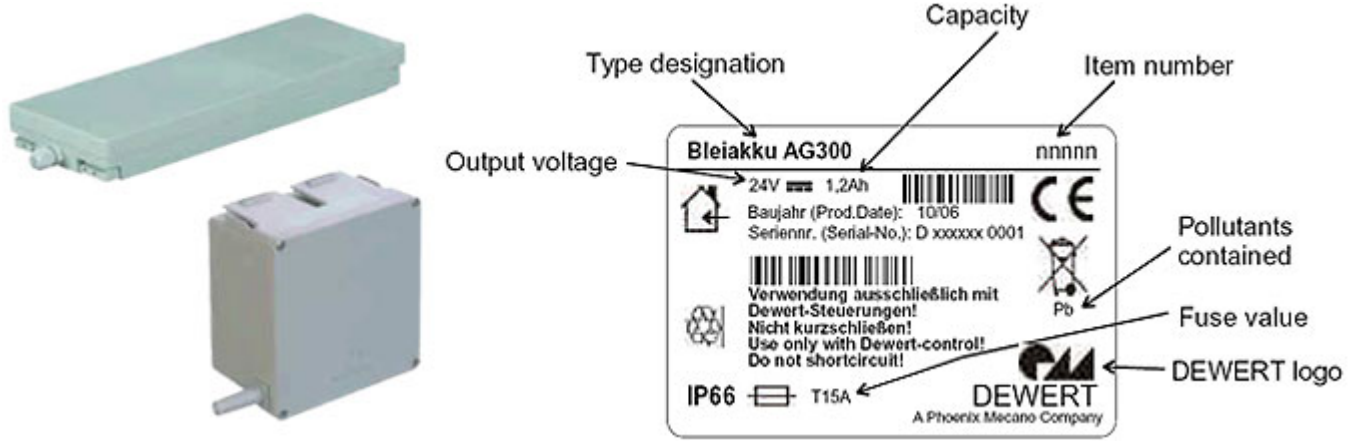 Capacity
Type designation
Item number
Output voltage
Bleiakku AG300 nnnnn
24V 1,2Ah
CE
Baujahr (Prod.Date): 10/06
Seriennr. (Serial-No.): D xxxxxx 0001
Pollutants
contained
Verwendung ausschließlich mit
Dewert-Steuerungen!
Nicht kurzschließen!
Use only with Dewert-control!
Do not shortcircuit!
Pb
Fuse value
DEWERT logo
IP66 T15A
DEWERT
A Phoenix Mecano Company